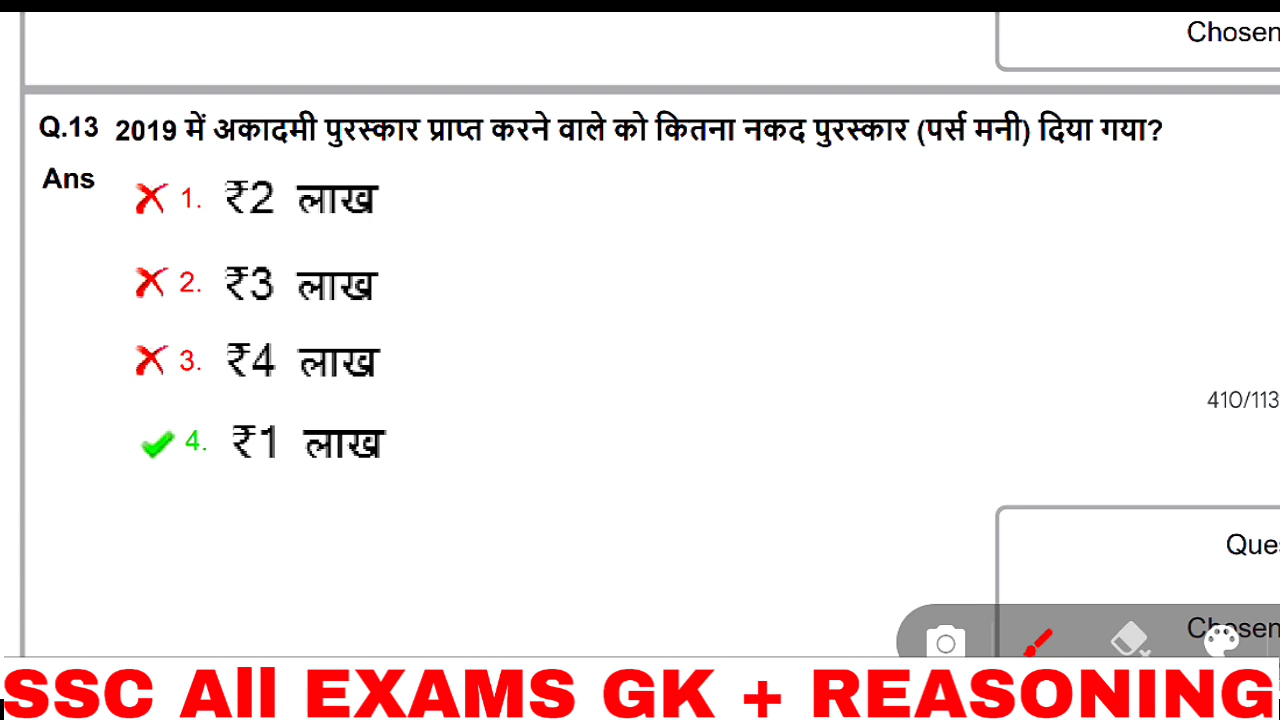 Chosen
Q.13 2019 में अकादमी पुरस्कार प्राप्त करने वाले को कितना नकद पुरस्कार (पर्स मनी) दिया गया?
Ans
1. ₹2 लाख
2. ₹3 लाख
3. ₹4 लाख
410/113
4. ₹1 लाख
Ques
Chosen
SSC All EXAMS GK + REASONING